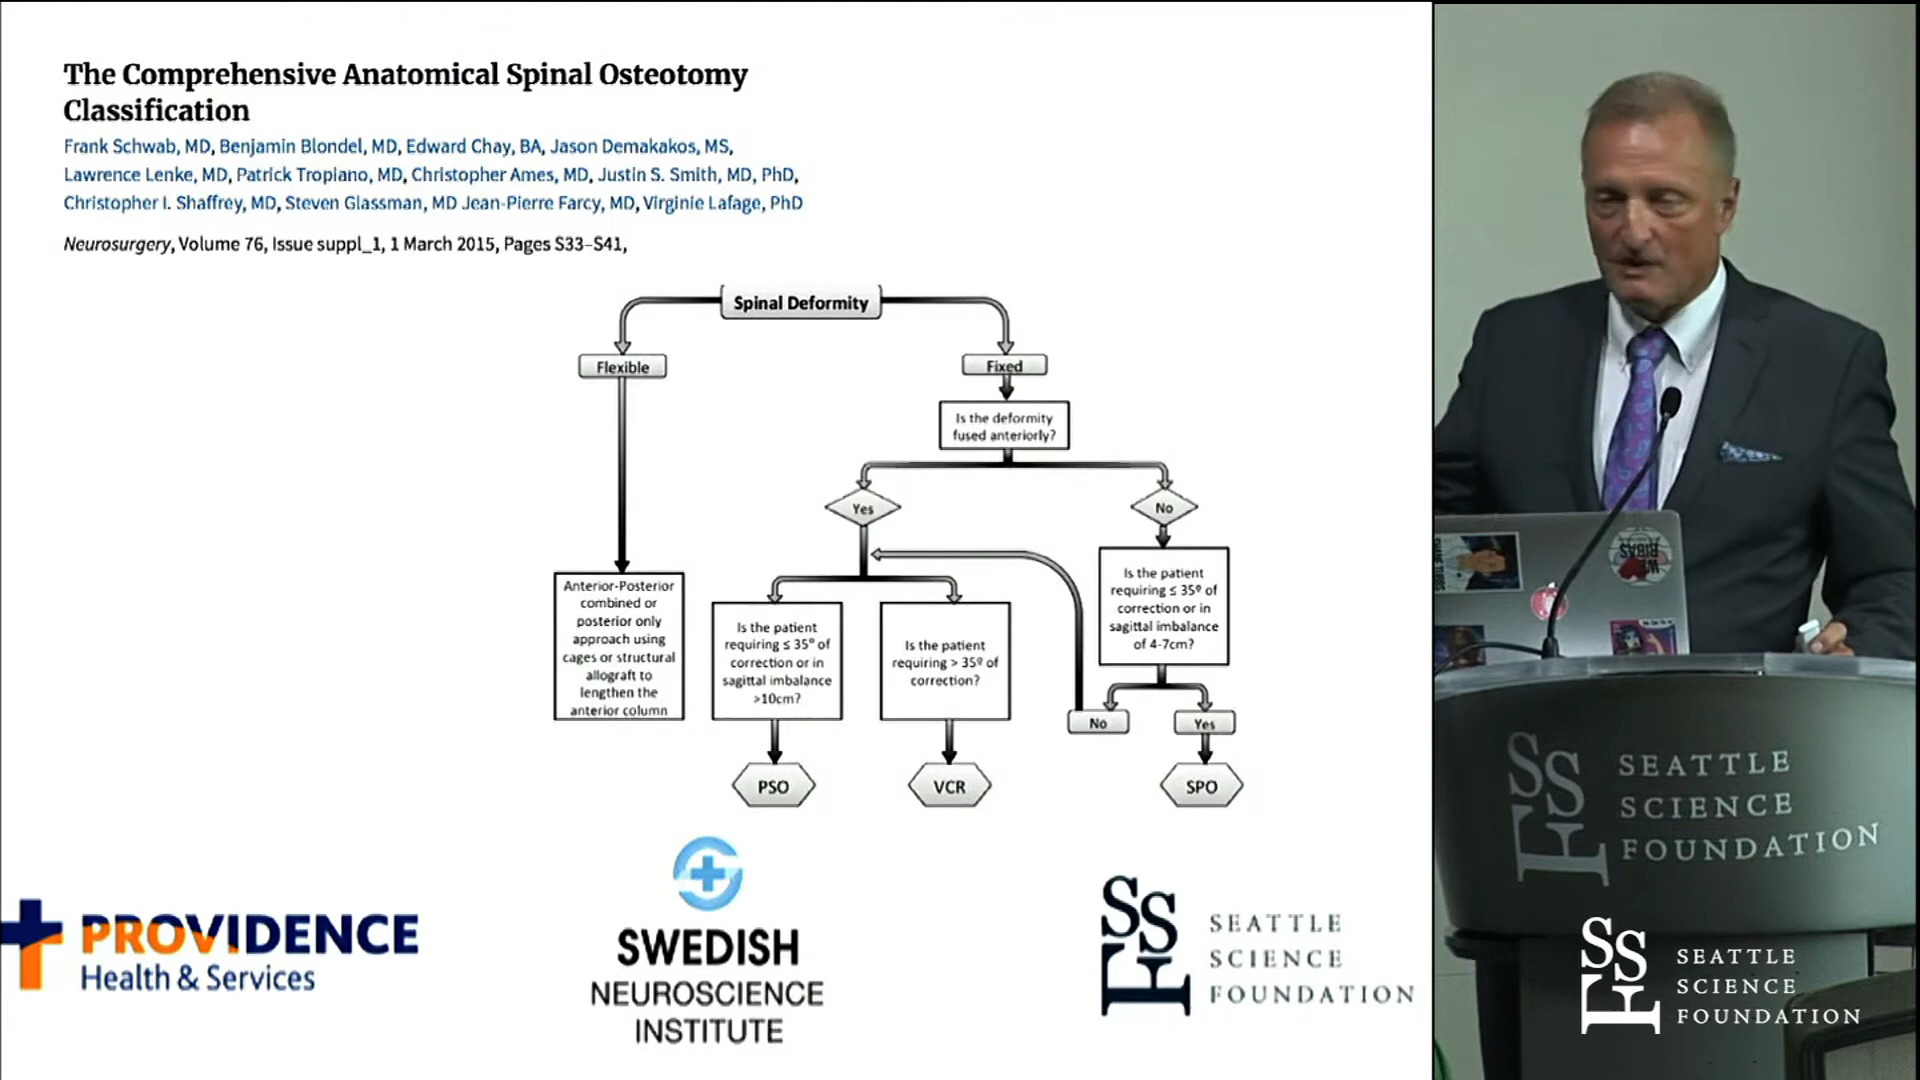 The Comprehensive Anatomical Spinal Osteotomy
Classification
Frank Schwab, MD, Benjamin Blondel, MD, Edward Chay, BA, Jason Demakakos, MS,
Lawrence Lenke, MD, Patrick Tropiano, MD, Christopher Ames, MD, Justin S. Smith, MD, PhD,
Christopher I. Shaffrey, MD, Steven Glassman, MD Jean-Pierre Farcy, MD, Virginie Lafage, PhD
Neurosurgery, Volume 76, Issue suppl_1, 1 March 2015, Pages S33–S41,
Spinal Deformity
Flexible
Fixed
Is the deformity
fused anteriorly?
Yes
No
Anterior-Posterior
combined or
posterior only
approach using
cages or structural
allograft to
lengthen the
anterior column
Is the patient
requiring ≤ 35º of
correction or in
sagittal imbalance
>10cm?
Is the patient
requiring > 35º of
correction?
Is the patient
requiring ≤ 35º of
correction or in
sagittal imbalance
of 4-7cm?
No
Yes
PSO
VCR
SPO
PROVIDENCE
Health & Services
SWEDISH
NEUROSCIENCE
INSTITUTE
SSF
SEATTLE
SCIENCE
FOUNDATION
RIBAS
SSF
SEATTLE
SCIENCE
FOUNDATION
SSF
SEATTLE
SCIENCE
FOUNDATION